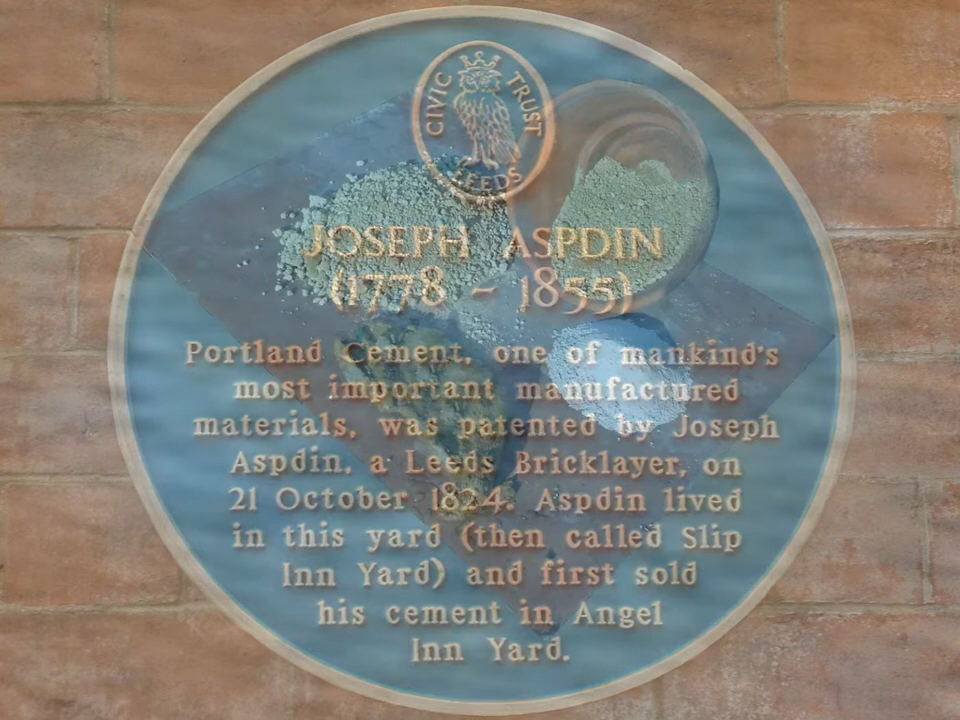 CIVIC TRUST
LEEDS
JOSEPH ASPDIN
(1778 - 1855)
Portland Cement, one of mankind's
most important manufactured
materials, was patented by Joseph
Aspdin, a Leeds Bricklayer, on
21 October 1824. Aspdin lived
in this yard (then called Slip
Inn Yard) and first sold
his cement in Angel
Inn Yard.